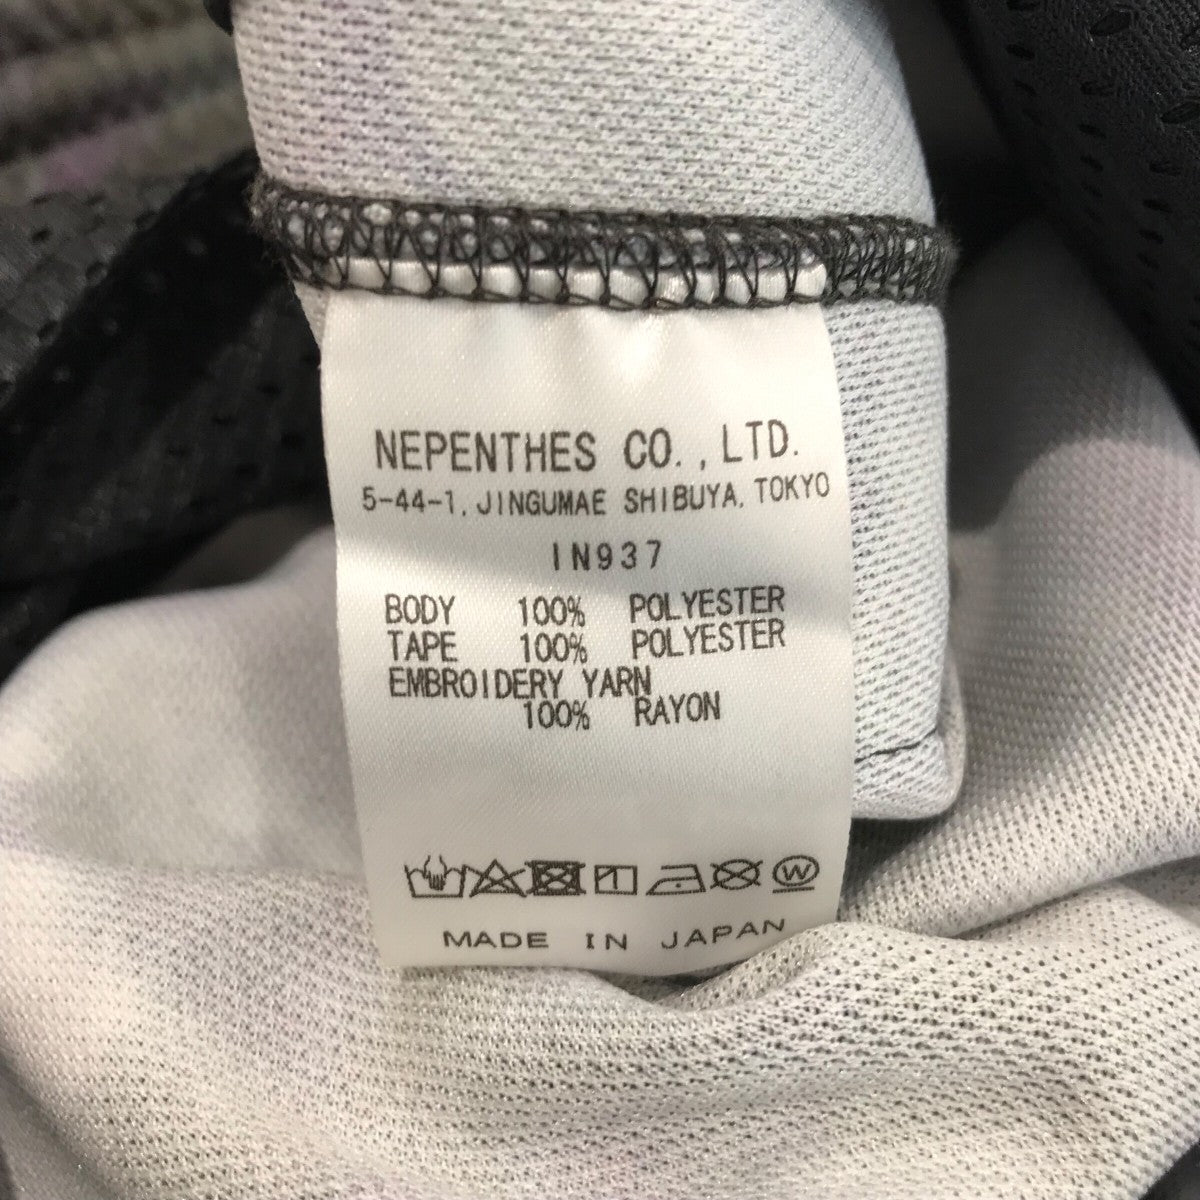 NEPENTHES CO.,LTD.
5-44-1, JINGUMAE SHIBUYA, TOKYO
IN937
BODY 100% POLYESTER
TAPE 100% POLYESTER
EMBROIDERY YARN
100% RAYON
W
MADE IN JAPAN